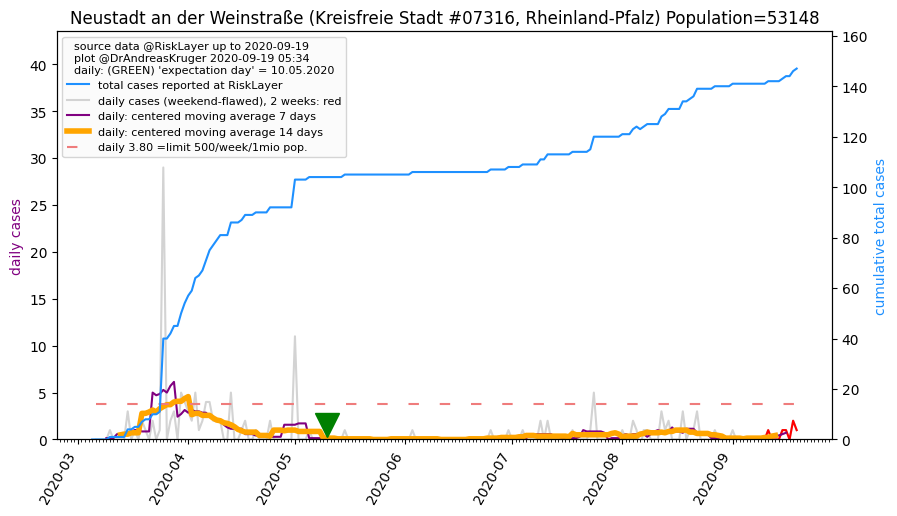 Neustadt an der Weinstraße (Kreisfreie Stadt #07316, Rheinland-Pfalz) Population=53148
source data @RiskLayer up to 2020-09-19
plot @DrAndreasKruger 2020-09-19 05:34
daily: (GREEN) 'expectation day' = 10.05.2020
total cases reported at RiskLayer
daily cases (weekend-flawed), 2 weeks: red
daily: centered moving average 7 days
daily: centered moving average 14 days
daily 3.80 =limit 500/week/1mio pop.
daily cases
40
35
30
25
20
15
10
5
0
cumulative total cases
160
140
120
100
80
60
40
20
0
2020-03
2020-04
2020-05
2020-06
2020-07
2020-08
2020-09